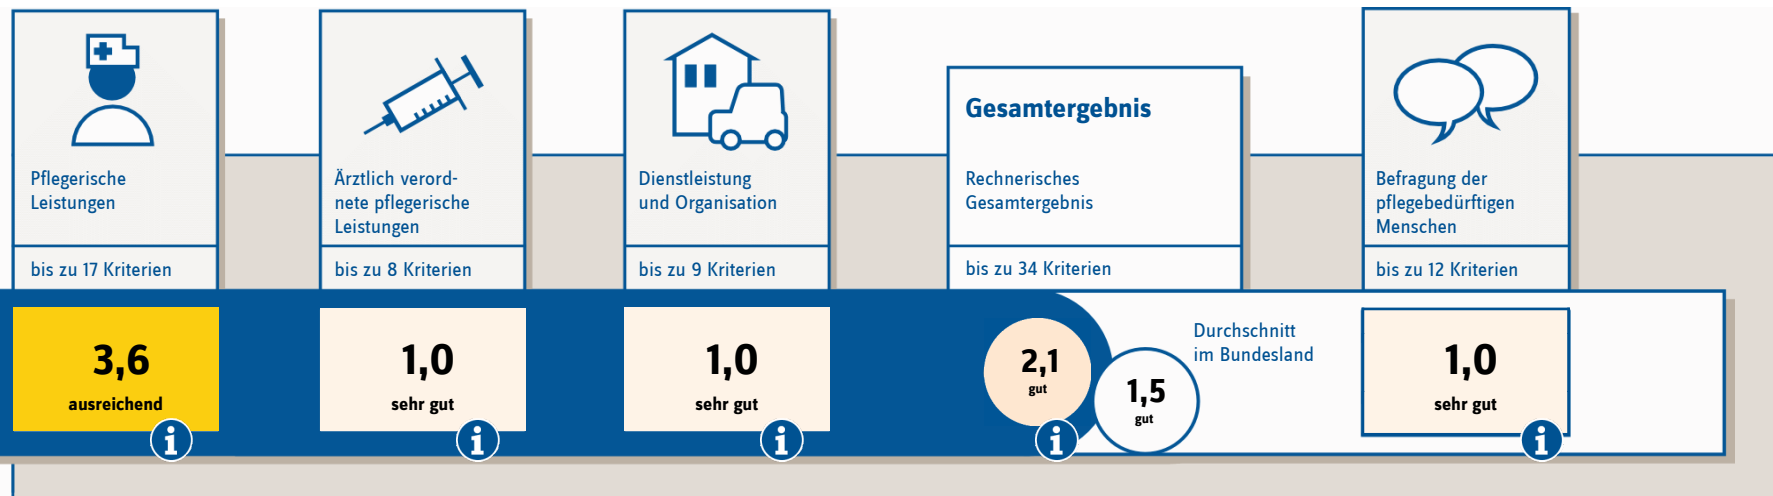 Pflegerische
Leistungen
bis zu 17 Kriterien
3,6
ausreichend
i
Ärztlich verord-
nete pflegerische
Leistungen
bis zu 8 Kriterien
1,0
sehr gut
i
Dienstleistung
und Organisation
bis zu 9 Kriterien
1,0
sehr gut
i
Gesamtergebnis
Rechnerisches
Gesamtergebnis
bis zu 34 Kriterien
2,1
gut
i
1,5
gut
Durchschnitt
im Bundesland
Befragung der
pflegebedürftigen
Menschen
bis zu 12 Kriterien
1,0
sehr gut
i